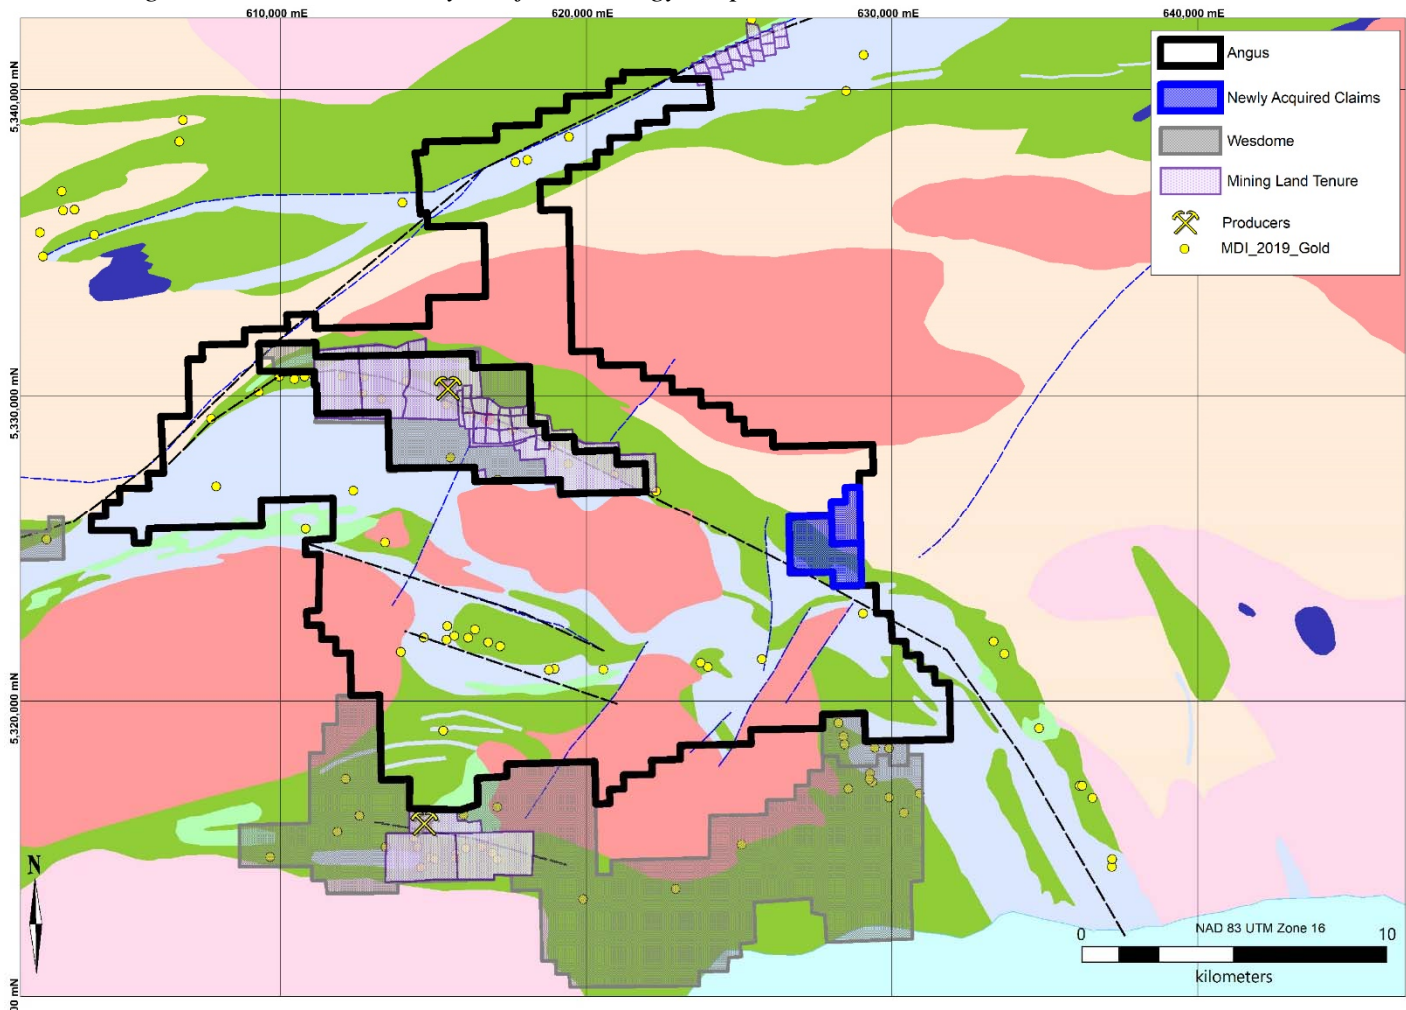 610,000 mE
620,000 mE
630,000 mE
640,000 mE
5,340,000 mN
5,330,000 mN
5,320,000 mN
00 mN
Angus
Newly Acquired Claims
Wesdome
Mining Land Tenure
Producers
MDI_2019_Gold
N
NAD 83 UTM Zone 16
0
10
kilometers